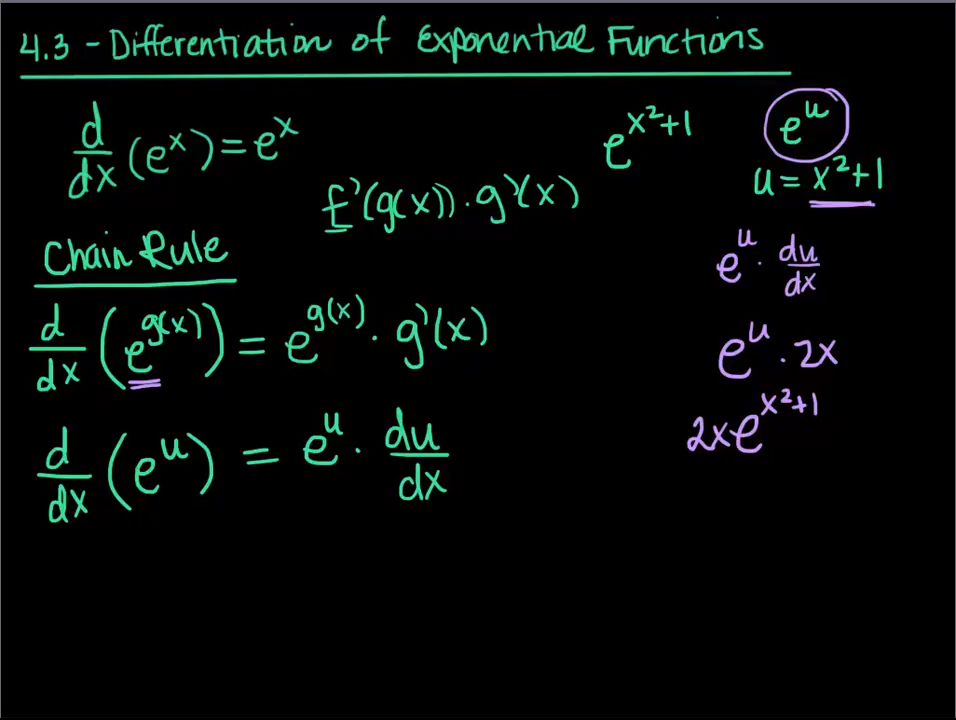 4.3 - Differentiation of Exponential Functions
d/dx (e^x) = e^x
f'(g(x)) · g'(x)
Chain Rule
d/dx (e^g(x)) = e^g(x) · g'(x)
d/dx (e^u) = e^u · du/dx
e^x²+1
e^u
u = x²+1
e^u · du/dx
e^u · 2x
2xe^x²+1